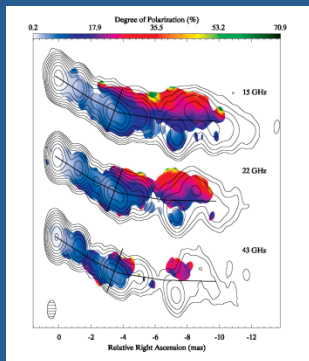 Degree of Polarization (%)
0.2 17.9 35.5 53.2 70.9
15 GHz
22 GHz
43 GHz
0 -2 -4 -6 -8 -10 -12
Relative Right Ascension (mas)